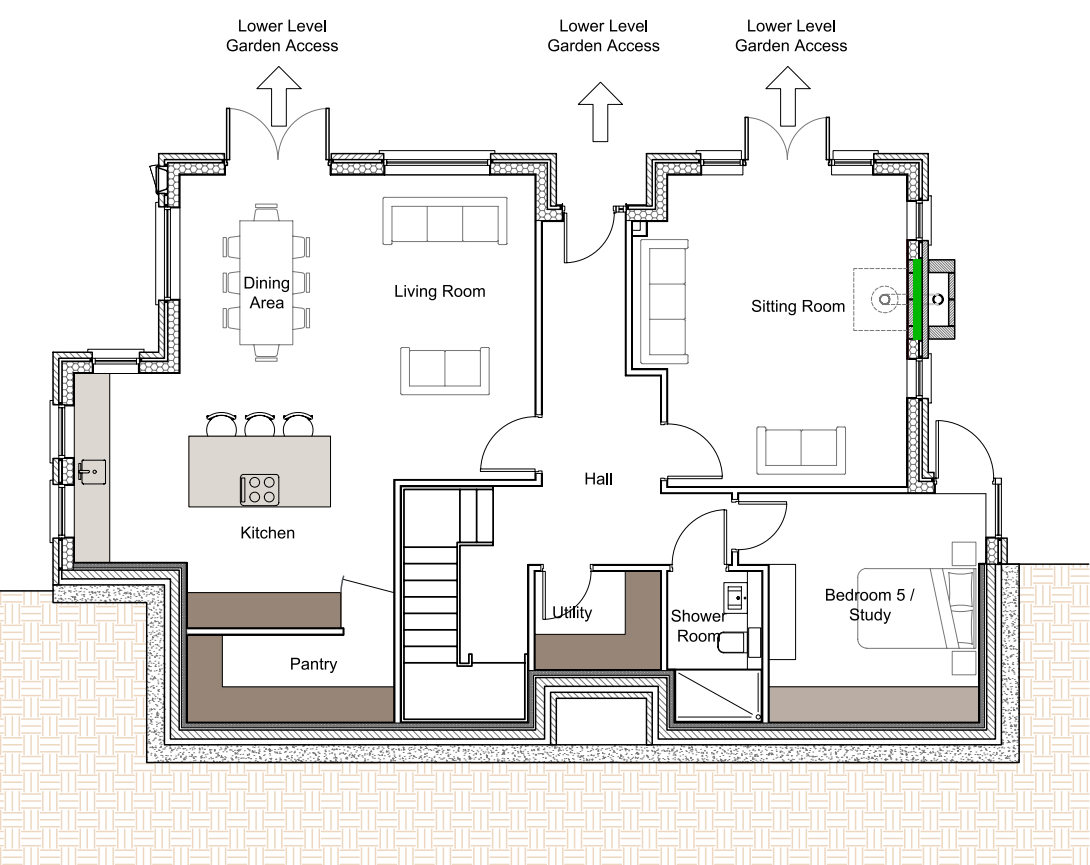 Lower Level
Garden Access
Lower Level
Garden Access
Lower Level
Garden Access
Dining
Area
Living Room
Sitting Room
Hall
Kitchen
Utility
Shower
Room
Bedroom 5 /
Study
Pantry